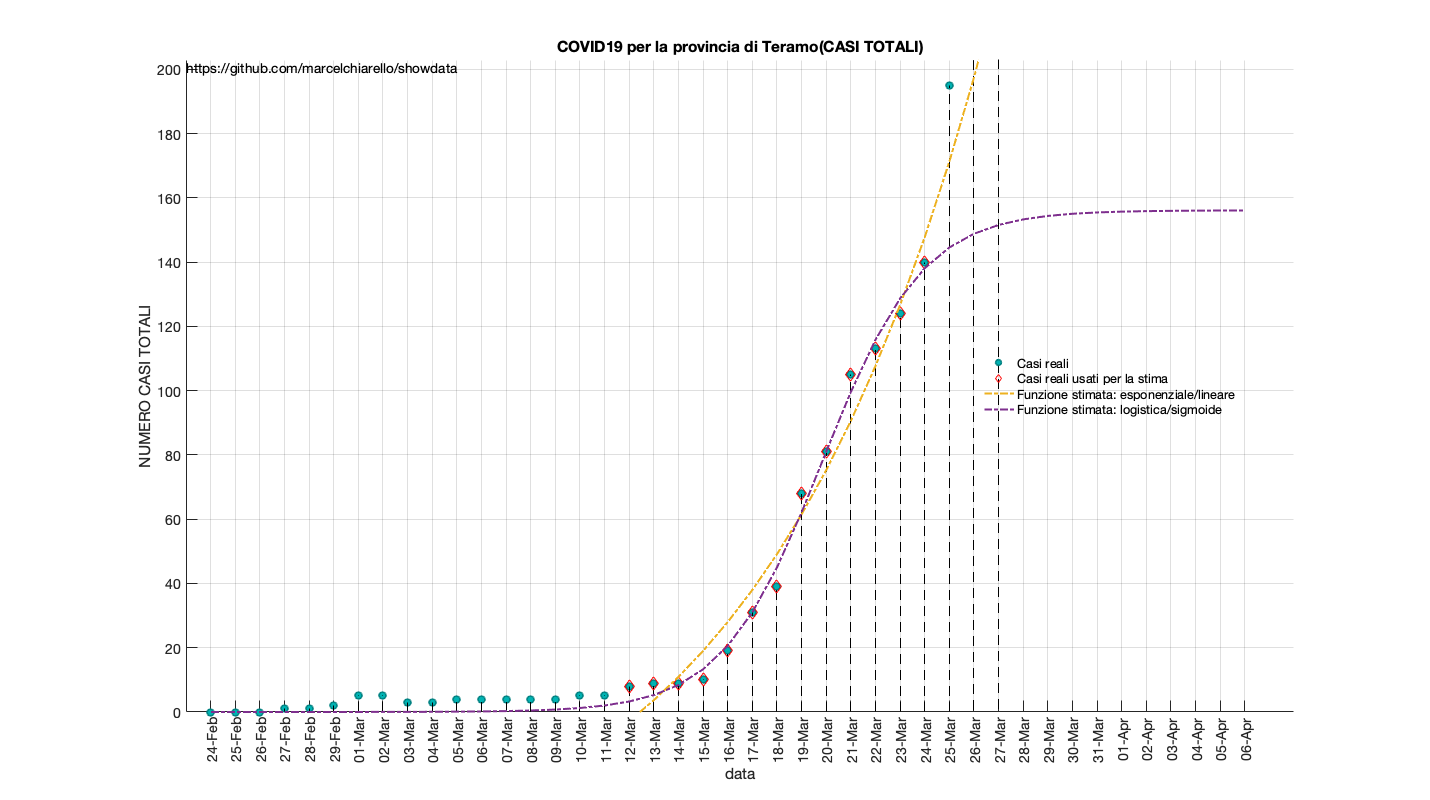 COVID19 per la provincia di Teramo(CASI TOTALI)
https://github.com/marcelchiarello/showdata
200
180
160
140
120
100
80
60
40
20
0
NUMERO CASI TOTALI
Casi reali
Casi reali usati per la stima
Funzione stimata: esponenziale/lineare
Funzione stimata: logistica/sigmoide
24-Feb
25-Feb
26-Feb
27-Feb
28-Feb
29-Feb
01-Mar
02-Mar
03-Mar
04-Mar
05-Mar
06-Mar
07-Mar
08-Mar
09-Mar
10-Mar
11-Mar
12-Mar
13-Mar
14-Mar
15-Mar
16-Mar
17-Mar
18-Mar
19-Mar
20-Mar
21-Mar
22-Mar
23-Mar
24-Mar
25-Mar
26-Mar
27-Mar
28-Mar
29-Mar
30-Mar
31-Mar
01-Apr
02-Apr
03-Apr
04-Apr
05-Apr
06-Apr
data